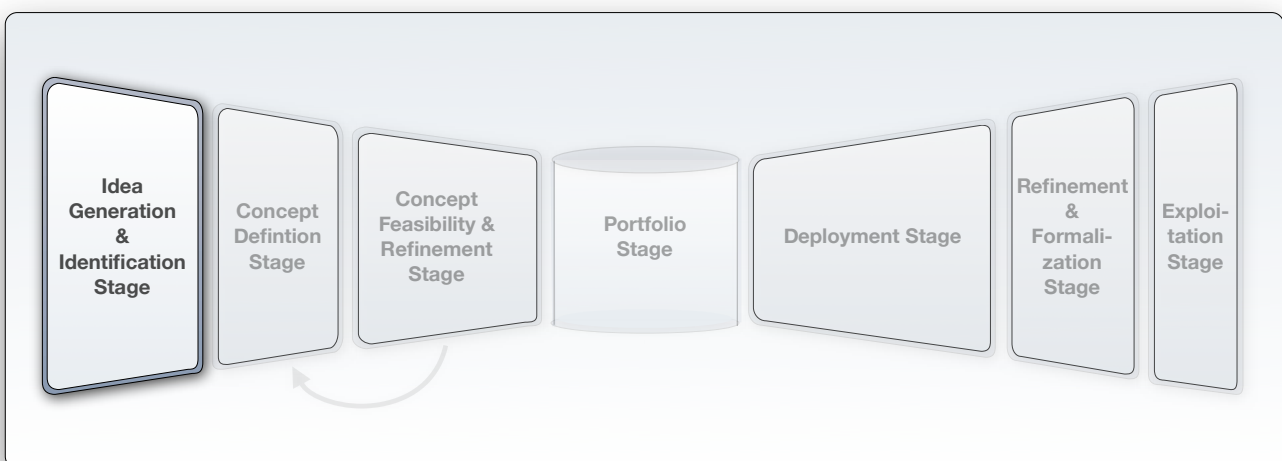 Idea
Generation
&
Identification
Stage
Concept
Defintion
Stage
Concept
Feasibility &
Refinement
Stage
Portfolio
Stage
Deployment Stage
Refinement
&
Formali-
zation
Stage
Exploi-
tation
Stage